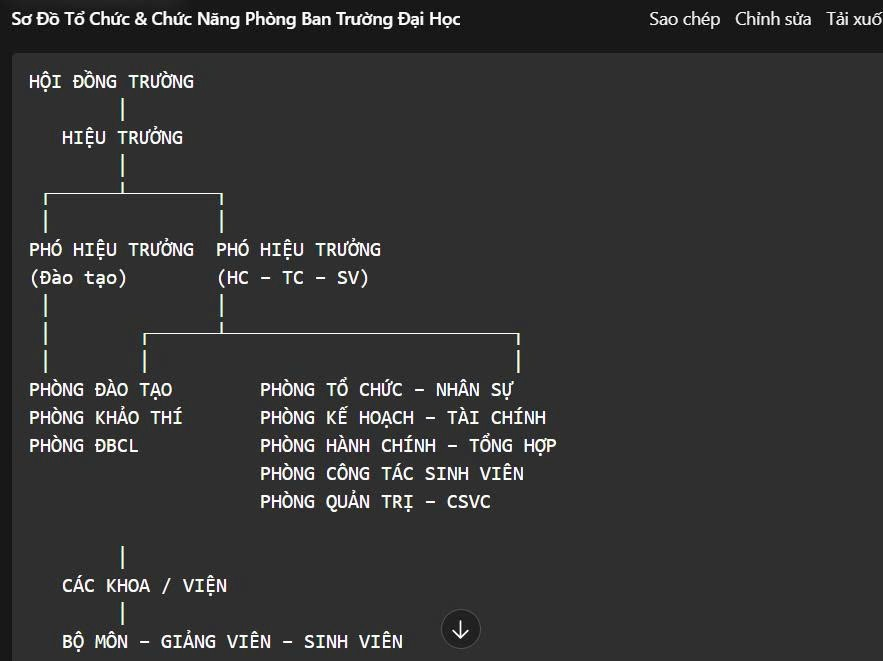 Sơ Đồ Tổ Chức & Chức Năng Phòng Ban Trường Đại Học
Sao chép Chỉnh sửa Tải xuố
HỘI ĐỒNG TRƯỜNG
HIỆU TRƯỞNG
PHÓ HIỆU TRƯỞNG PHÓ HIỆU TRƯỞNG
(Đào tạo) (HC – TC – SV)
PHÒNG ĐÀO TẠO PHÒNG TỔ CHỨC – NHÂN SỰ
PHÒNG KHẢO THÍ PHÒNG KẾ HOẠCH – TÀI CHÍNH
PHÒNG ĐBCL PHÒNG HÀNH CHÍNH – TỔNG HỢP
PHÒNG CÔNG TÁC SINH VIÊN
PHÒNG QUẢN TRỊ – CSVC
CÁC KHOA / VIỆN
BỘ MÔN – GIẢNG VIÊN – SINH VIÊN